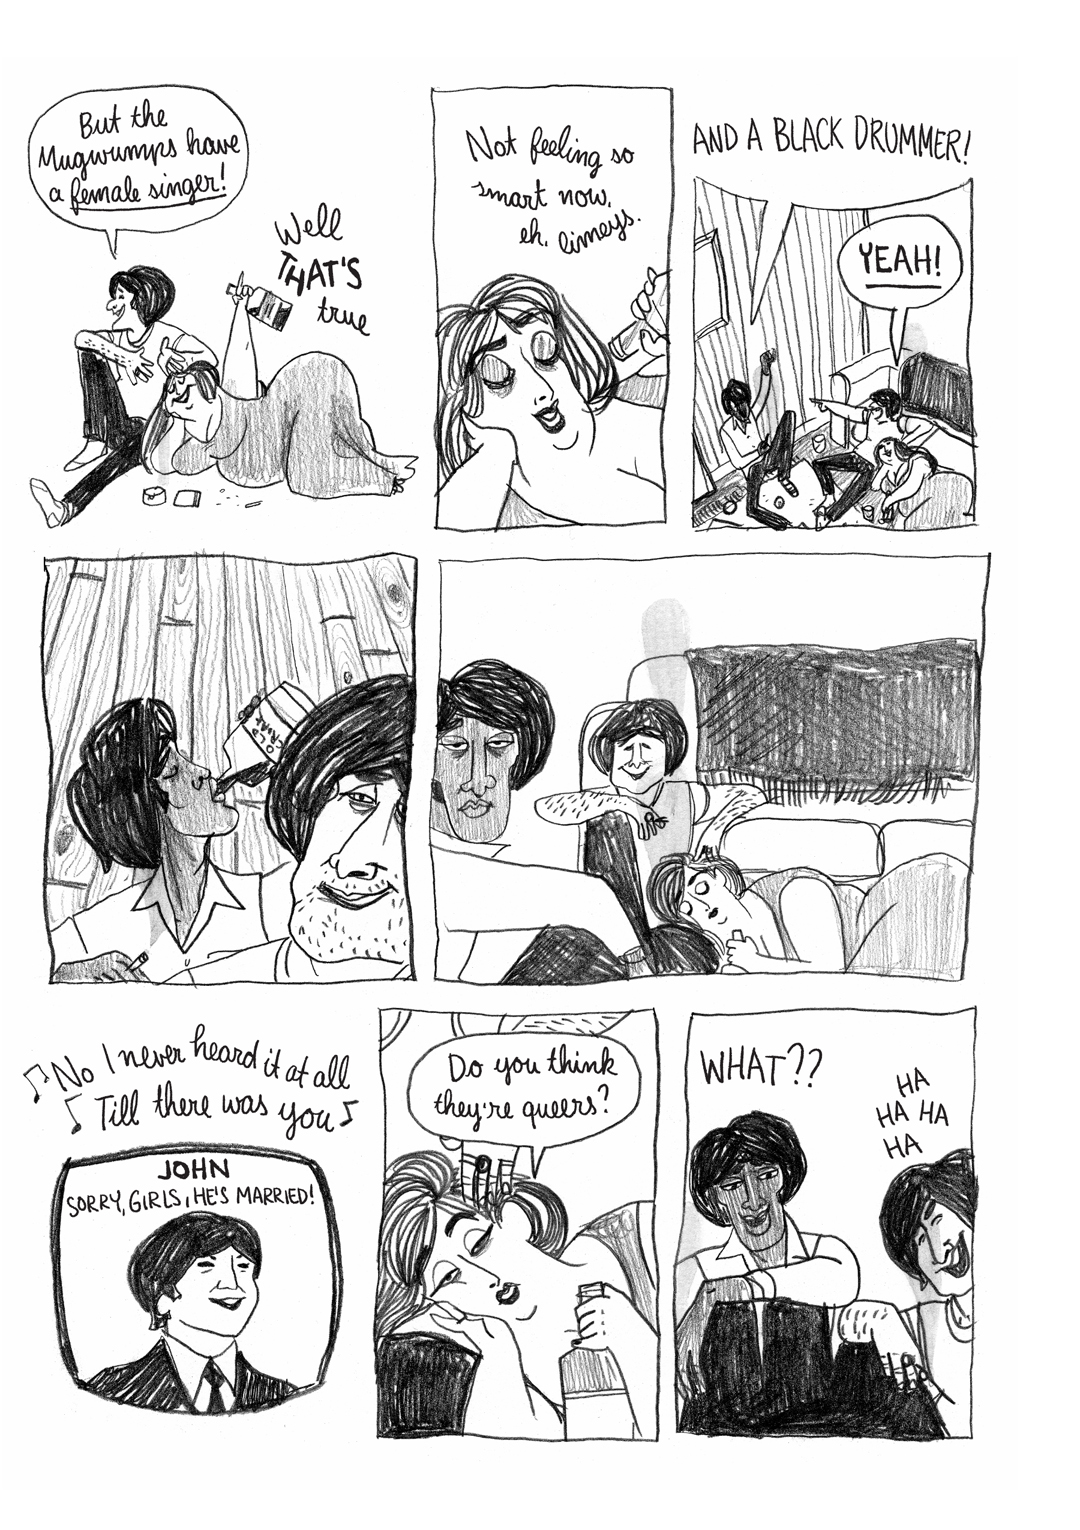 But the
Mugwumps have
a female singer!
Well
THAT'S
true
Not feeling so
smart now,
eh, limeys.
AND A BLACK DRUMMER!
YEAH!
No I never heard it at all
Till there was you
JOHN
SORRY, GIRLS, HE'S MARRIED!
Do you think
they're queers?
WHAT??
HA
HA HA
HA